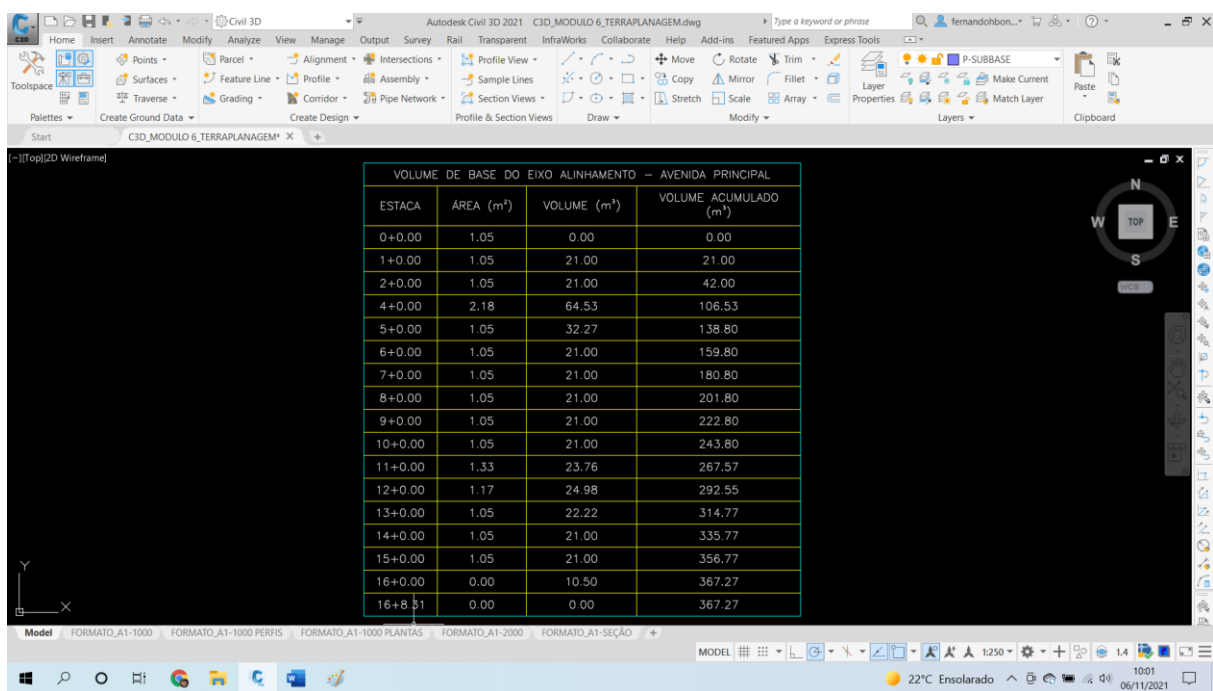 C3D
Civil 3D
Autodesk Civil 3D 2021 C3D_MODULO 6_TERRAPLANAGEM.dwg
Type a keyword or phrase
fernandohbon...
Home Insert Annotate Modify Analyze View Manage Output Survey Rail Transparent InfraWorks Collaborate Help Add-ins Featured Apps Express Tools
Toolspace
Points
Surfaces
Traverse
Parcel
Feature Line
Grading
Alignment
Profile
Corridor
Intersections
Assembly
Pipe Network
Profile View
Sample Lines
Section Views
Move Rotate Trim
Copy Mirror Fillet
Stretch Scale Array
Layer
Properties
P-SUBBASE
Make Current
Match Layer
Paste
Palettes Create Ground Data Create Design Profile & Section Views Draw Modify Layers Clipboard
Start C3D_MODULO 6_TERRAPLANAGEM* +
[-][Top][2D Wireframe]
VOLUME DE BASE DO EIXO ALINHAMENTO – AVENIDA PRINCIPAL
ESTACA ÁREA (m²) VOLUME (m³) VOLUME ACUMULADO
(m³)
0+0.00 1.05 0.00 0.00
1+0.00 1.05 21.00 21.00
2+0.00 1.05 21.00 42.00
4+0.00 2.18 64.53 106.53
5+0.00 1.05 32.27 138.80
6+0.00 1.05 21.00 159.80
7+0.00 1.05 21.00 180.80
8+0.00 1.05 21.00 201.80
9+0.00 1.05 21.00 222.80
10+0.00 1.05 21.00 243.80
11+0.00 1.33 23.76 267.57
12+0.00 1.17 24.98 292.55
13+0.00 1.05 22.22 314.77
14+0.00 1.05 21.00 335.77
15+0.00 1.05 21.00 356.77
16+0.00 0.00 10.50 367.27
16+8.31 0.00 0.00 367.27
N
W TOP E
S
WCS
Y
X
Model FORMATO_A1-1000 FORMATO_A1-1000 PERFIS FORMATO_A1-1000 PLANTAS FORMATO_A1-2000 FORMATO_A1-SEÇÃO +
MODEL 1:250 1.4
22°C Ensolarado
10:01
06/11/2021